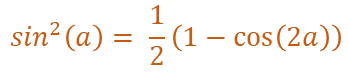 sin²(a) = 1/2 (1 − cos(2a))